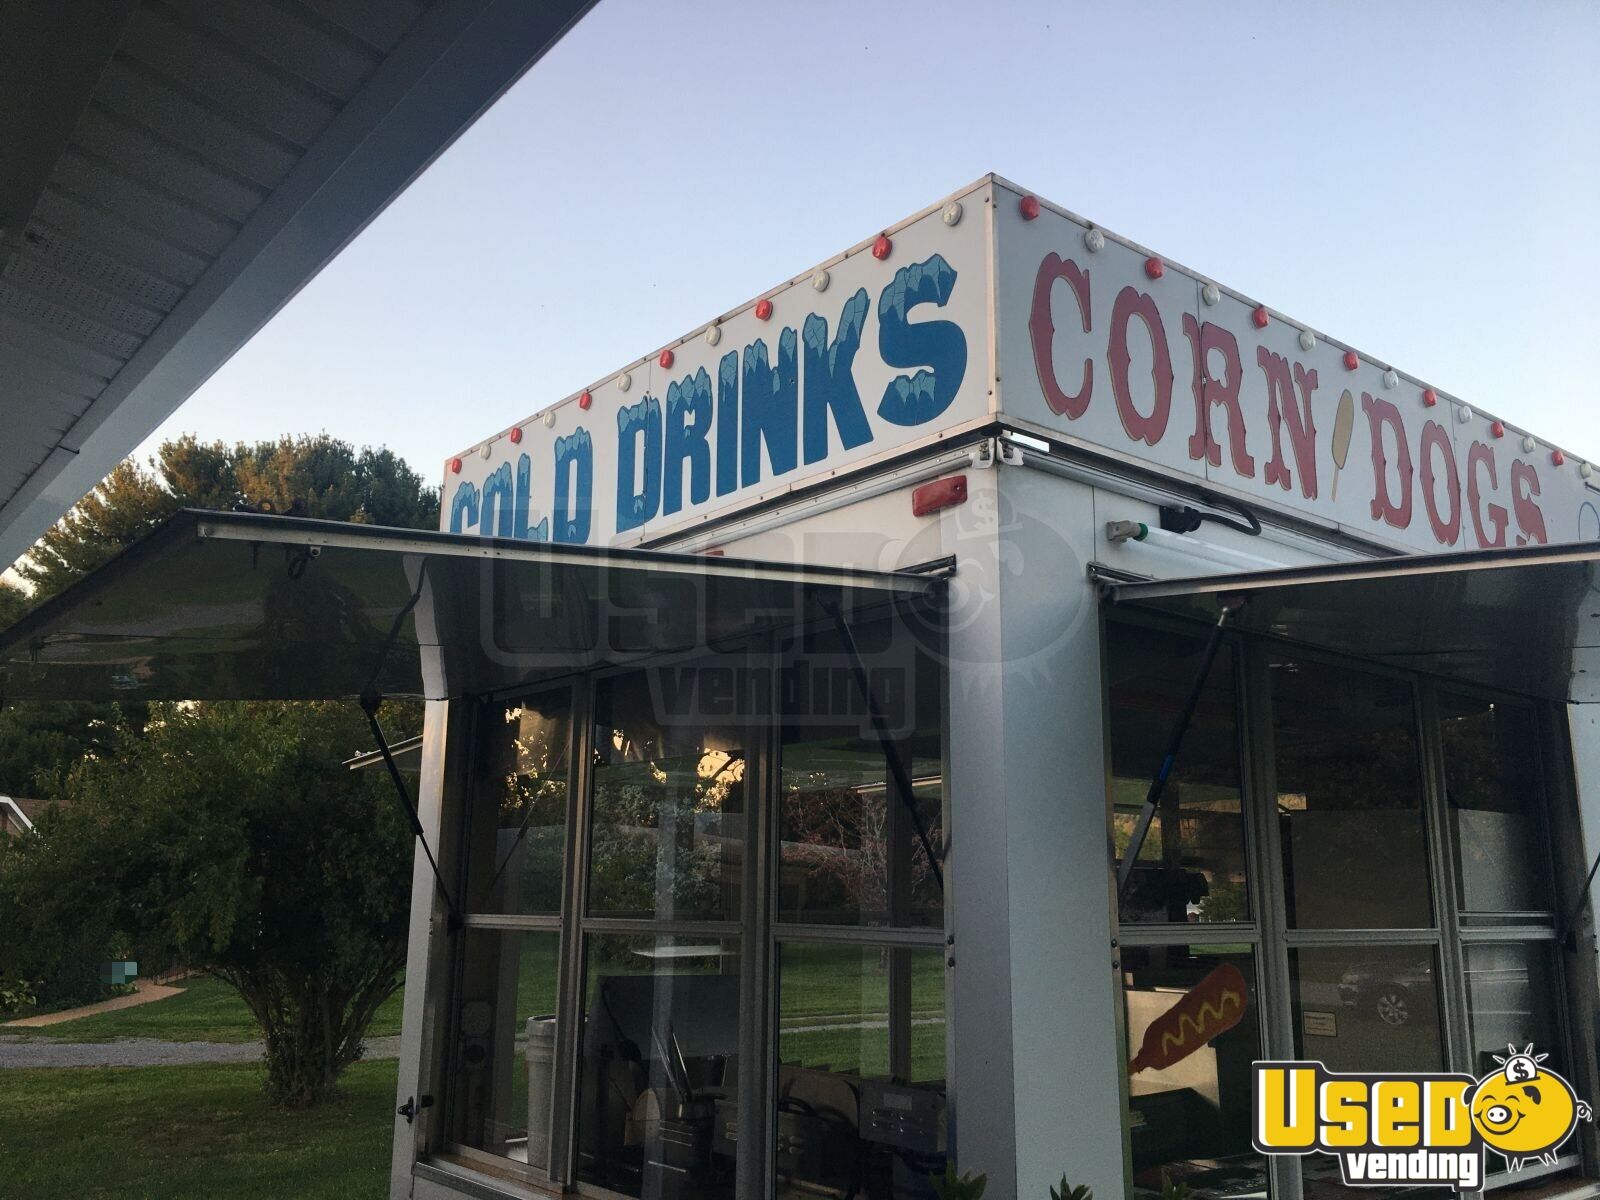 COLD DRINKS
CORN DOGS
USED
vending
USED
vending